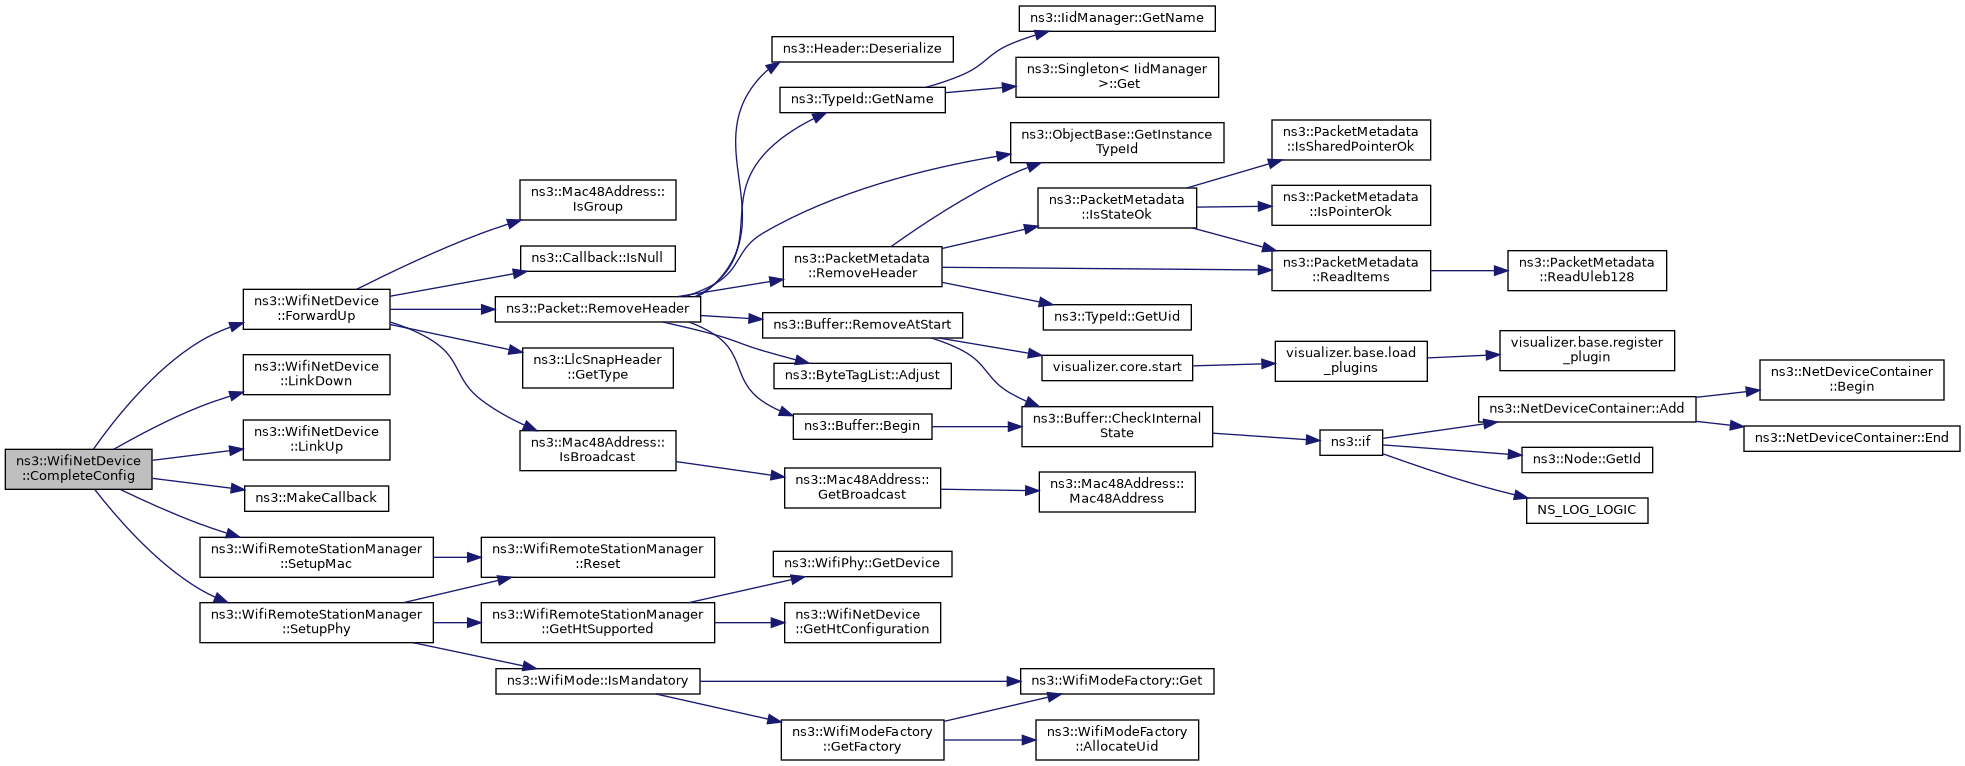 ns3::WifiNetDevice
::CompleteConfig
ns3::WifiNetDevice
::ForwardUp
ns3::WifiNetDevice
::LinkDown
ns3::WifiNetDevice
::LinkUp
ns3::MakeCallback
ns3::WifiRemoteStationManager
::SetupMac
ns3::WifiRemoteStationManager
::SetupPhy
ns3::Mac48Address::
IsGroup
ns3::Callback::IsNull
ns3::Packet::RemoveHeader
ns3::LlcSnapHeader
::GetType
ns3::Mac48Address::
IsBroadcast
ns3::WifiRemoteStationManager
::Reset
ns3::WifiRemoteStationManager
::GetHtSupported
ns3::WifiMode::IsMandatory
ns3::Header::Deserialize
ns3::TypeId::GetName
ns3::PacketMetadata
::RemoveHeader
ns3::Buffer::RemoveAtStart
ns3::ByteTagList::Adjust
ns3::Buffer::Begin
ns3::Mac48Address::
GetBroadcast
ns3::WifiPhy::GetDevice
ns3::WifiNetDevice
::GetHtConfiguration
ns3::WifiModeFactory
::GetFactory
ns3::IidManager::GetName
ns3::Singleton< IidManager
>::Get
ns3::ObjectBase::GetInstance
TypeId
ns3::PacketMetadata
::IsStateOk
ns3::TypeId::GetUid
visualizer.core.start
ns3::Buffer::CheckInternal
State
ns3::Mac48Address::
Mac48Address
ns3::WifiModeFactory::Get
ns3::WifiModeFactory
::AllocateUid
ns3::PacketMetadata
::IsSharedPointerOk
ns3::PacketMetadata
::IsPointerOk
ns3::PacketMetadata
::ReadItems
visualizer.base.load
_plugins
ns3::if
ns3::PacketMetadata
::ReadUleb128
visualizer.base.register
_plugin
ns3::NetDeviceContainer::Add
ns3::Node::GetId
NS_LOG_LOGIC
ns3::NetDeviceContainer
::Begin
ns3::NetDeviceContainer::End